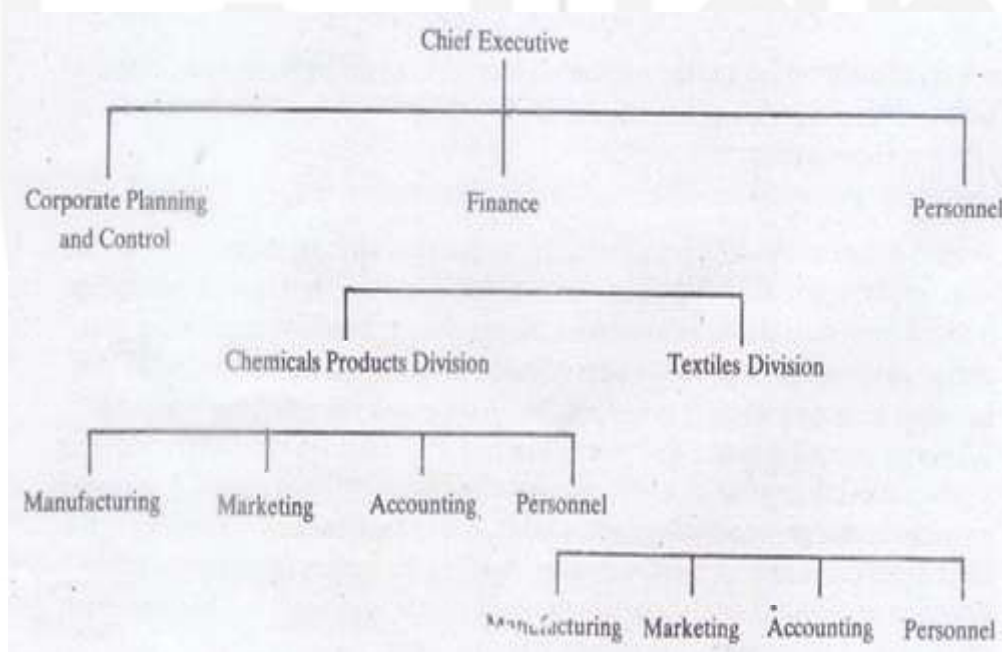 Chief Executive
Corporate Planning
and Control
Finance
Personnel
Chemicals Products Division
Textiles Division
Manufacturing
Marketing
Accounting
Personnel
Manufacturing
Marketing
Accounting
Personnel